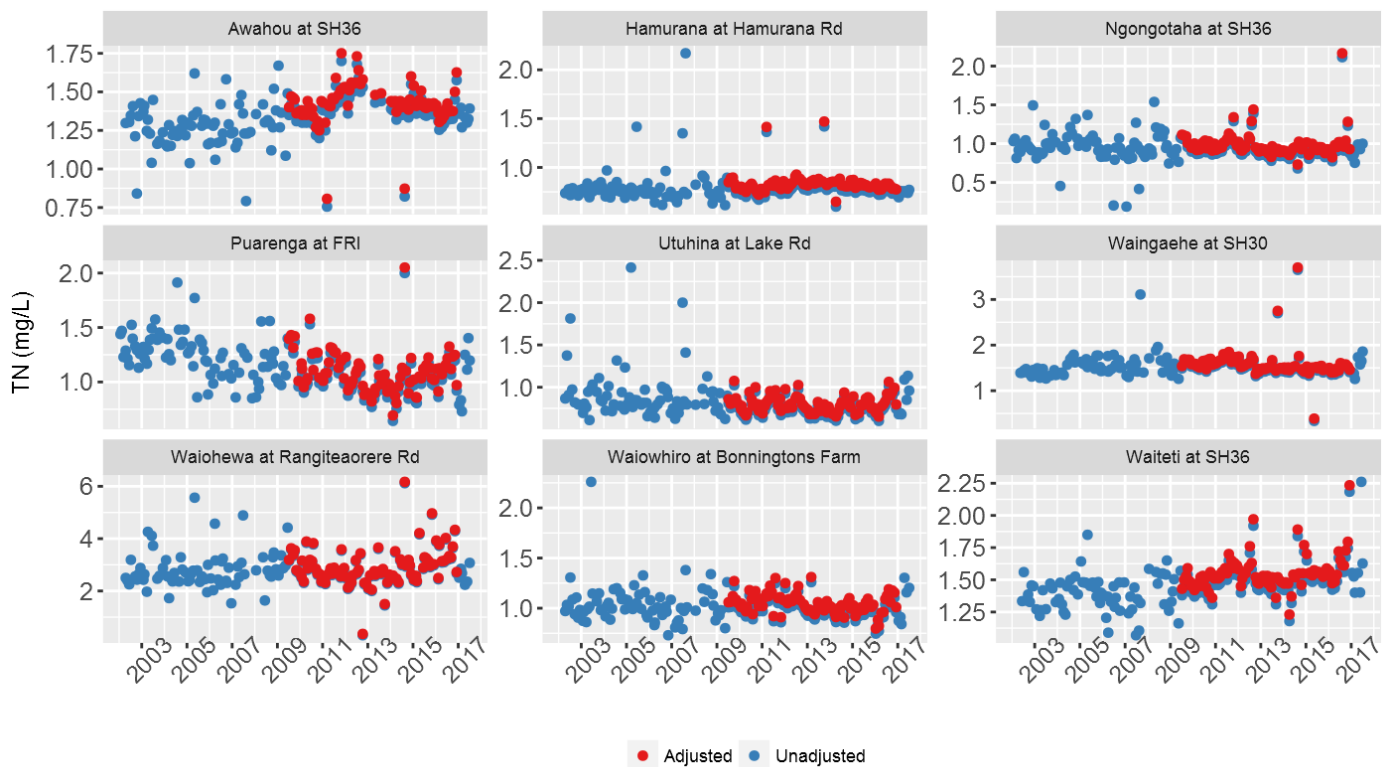 Awahou at SH36
Hamurana at Hamurana Rd
Ngongotaha at SH36
1.75
1.50
1.25
1.00
0.75
2.0
1.5
1.0
2.0
1.5
1.0
0.5
Puarenga at FRI
Utuhina at Lake Rd
Waingaehe at SH30
TN (mg/L)
2.0
1.5
1.0
2.5
2.0
1.5
1.0
3
2
1
Waiohewa at Rangiteaorere Rd
Waiowhiro at Bonningtons Farm
Waiteti at SH36
6
4
2
2.0
1.5
1.0
2.25
2.00
1.75
1.50
1.25
2003 2005 2007 2009 2011 2013 2015 2017
2003 2005 2007 2009 2011 2013 2015 2017
2003 2005 2007 2009 2011 2013 2015 2017
Adjusted Unadjusted